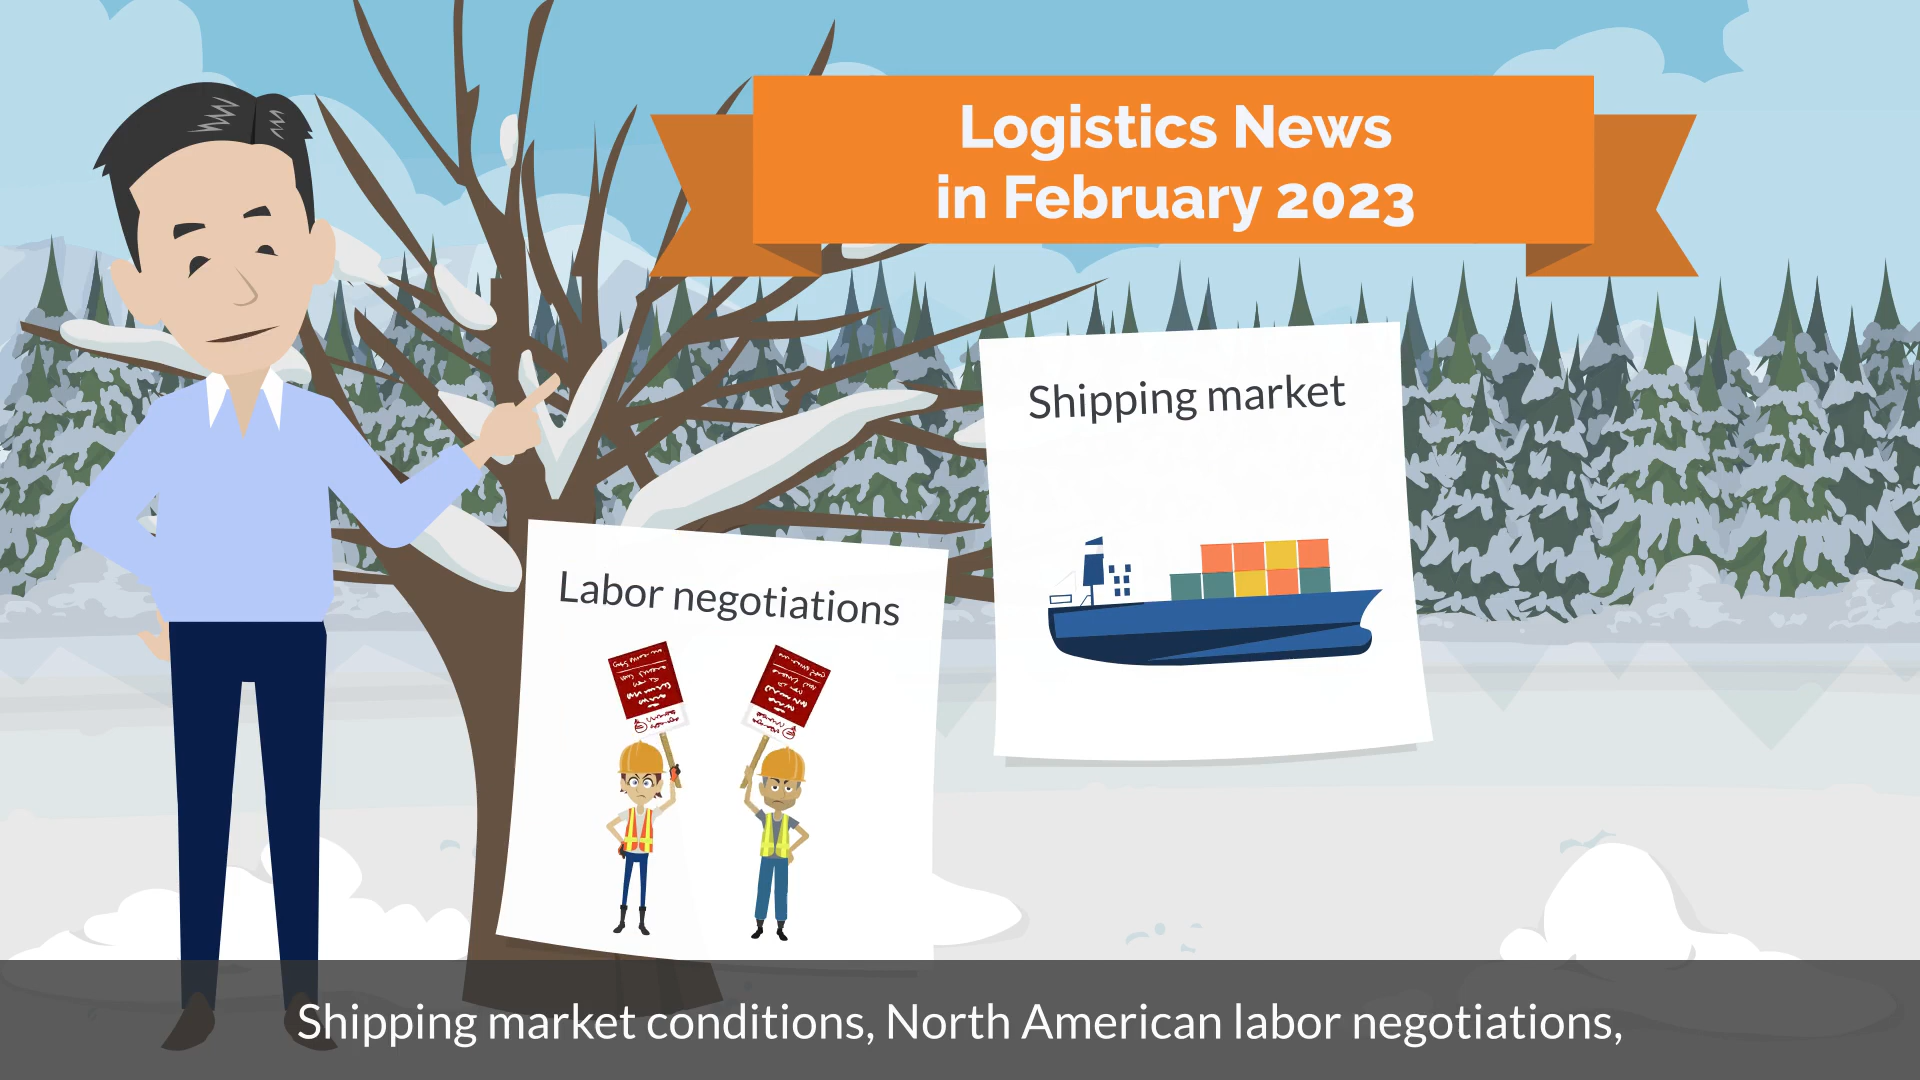 Logistics News
in February 2023
Shipping market
Labor negotiations
Shipping market conditions, North American labor negotiations,